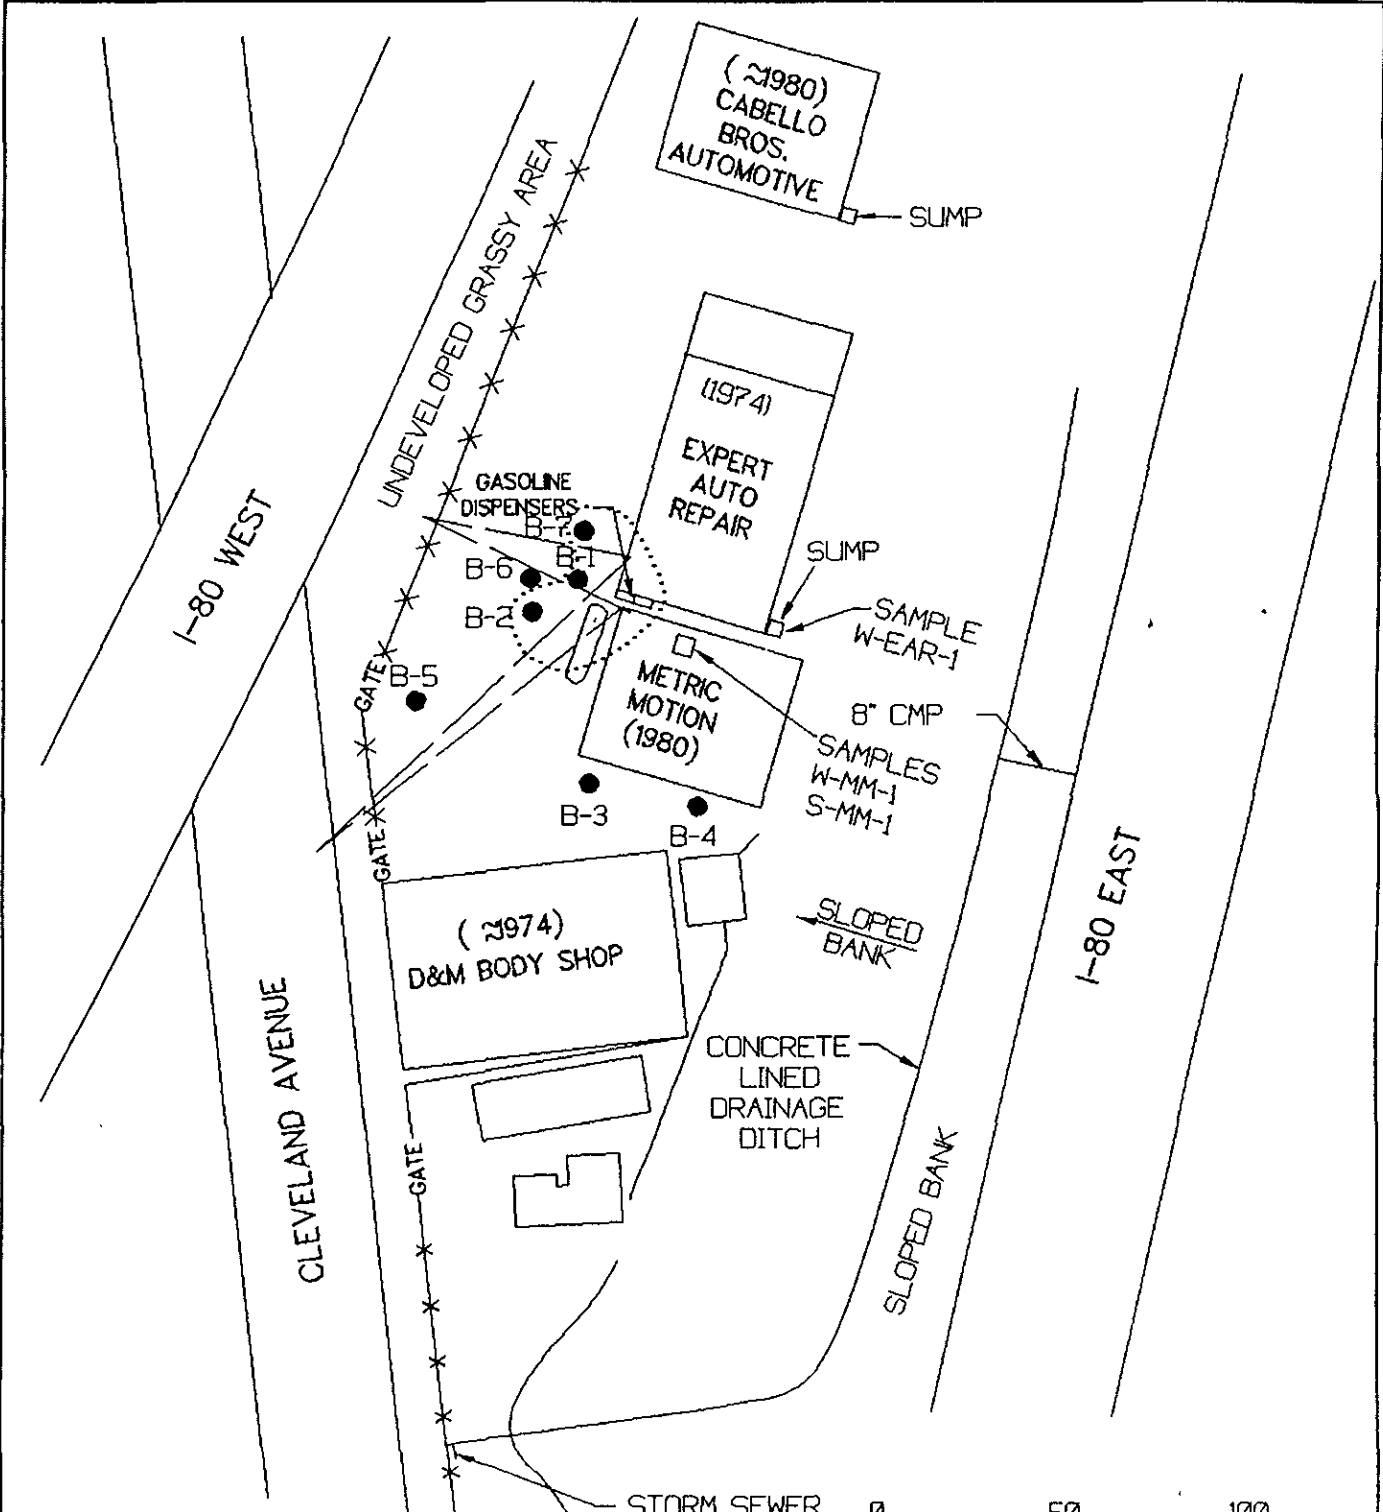 ( ≈1980)
CABELLO
BROS.
AUTOMOTIVE
SUMP
UNDEVELOPED GRASSY AREA
(1974)
EXPERT
AUTO
REPAIR
GASOLINE
DISPENSERS
B-7
B-1
B-6
B-2
B-5
SUMP
SAMPLE
W-EAR-1
I-80 WEST
GATE
METRIC
MOTION
(1980)
8" CMP
SAMPLES
W-MM-1
S-MM-1
B-3
B-4
GATE
I-80 EAST
( ≈1974)
D&M BODY SHOP
SLOPED
BANK
CLEVELAND AVENUE
CONCRETE
LINED
DRAINAGE
DITCH
GATE
SLOPED BANK
STORM SEWER
0 50 100